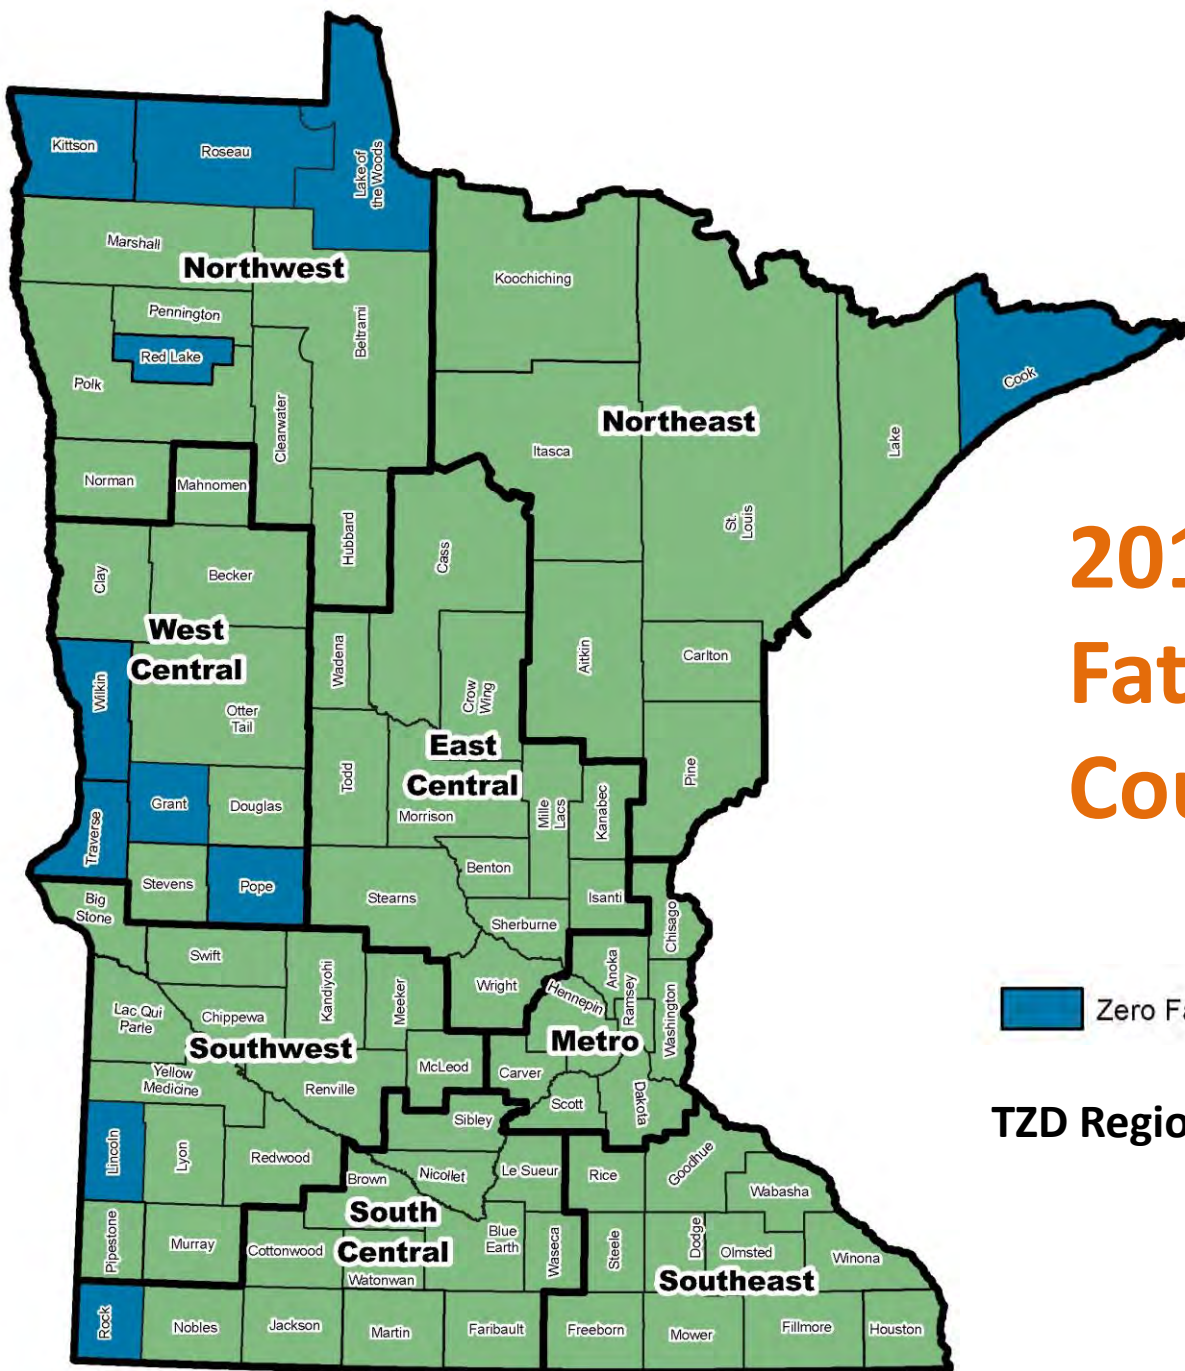 Kittson
Roseau
Lake of
the Woods
Marshall
Northwest
Koochiching
Pennington
Beltrami
Red Lake
Polk
Cook
Clearwater
Northeast
Itasca
Lake
Norman
Mahnomen
St.
Louis
Hubbard
Cass
Clay
Becker
West
Central
Wadena
Aitkin
Carlton
Wilkin
Crow
Wing
Otter
Tail
East
Central
Pine
Todd
Grant
Douglas
Morrison
Mille
Lacs
Kanabec
Traverse
Stevens
Pope
Benton
Big
Stone
Stearns
Isanti
Sherburne
Chisago
Swift
Kandiyohi
Meeker
Wright
Anoka
Hennepin
Ramsey
Washington
Lac Qui
Parle
Chippewa
Southwest
Metro
McLeod
Carver
Yellow
Medicine
Renville
Scott
Dakota
Sibley
Lincoln
Lyon
Redwood
Brown
Nicollet
Le Sueur
Rice
Goodhue
Wabasha
South
Central
Pipestone
Murray
Cottonwood
Blue
Earth
Waseca
Steele
Dodge
Olmsted
Winona
Watonwan
Southeast
Rock
Nobles
Jackson
Martin
Faribault
Freeborn
Mower
Fillmore
Houston
201
Fat
Cou
Zero Fa
TZD Regio